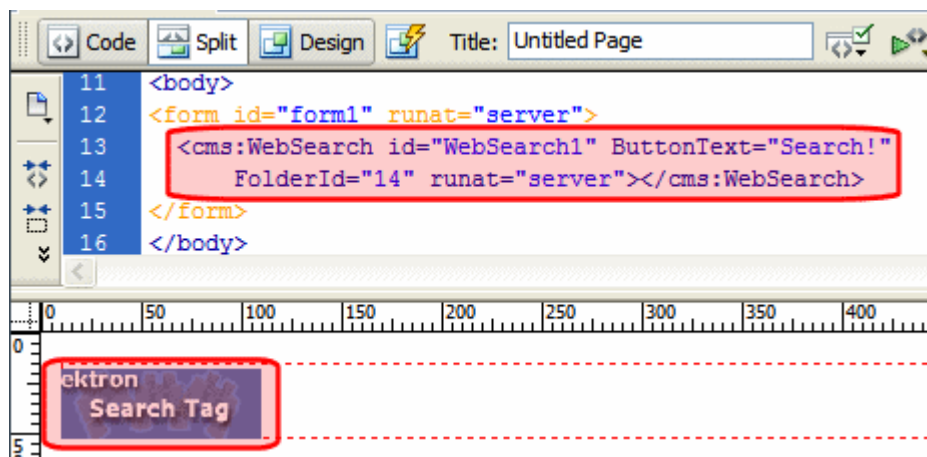 Code Split Design Title: Untitled Page
11 <body>
12 <form id="form1" runat="server">
13 <cms:WebSearch id="WebSearch1" ButtonText="Search!"
14 FolderId="14" runat="server"></cms:WebSearch>
15 </form>
16 </body>
0 50 100 150 200 250 300 350 400
0
ektron
Search Tag
5